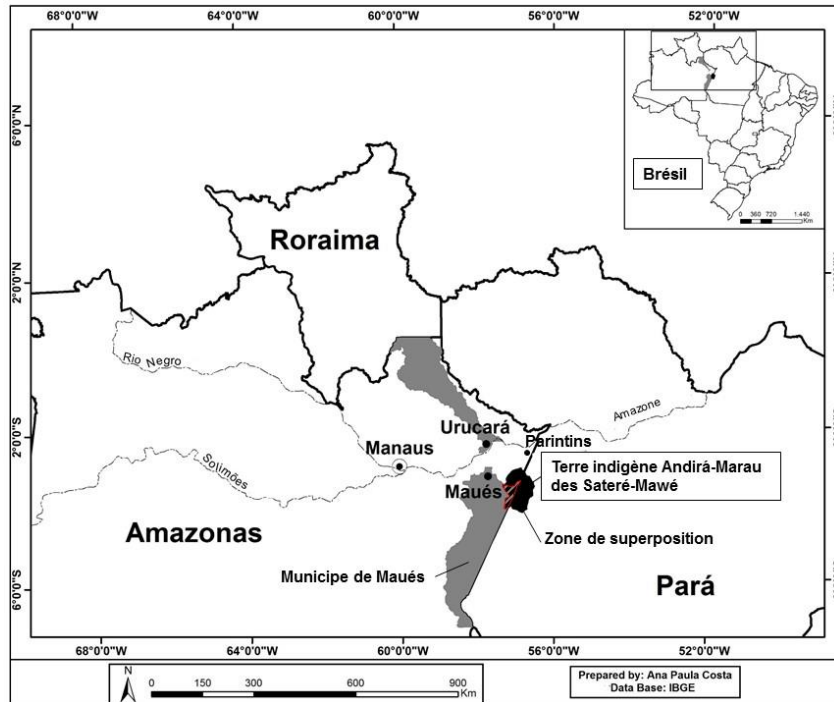 68°0'0"W
64°0'0"W
60°0'0"W
56°0'0"W
52°0'0"W
Brésil
0 360 720 1.440
Km
6°0'0"N
2°0'0"N
2°0'0"S
6°0'0"S
Roraima
Rio Negro
Urucará
Amazone
Manaus
Parintins
Solimões
Maués
Terre indigène Andirá-Marau
des Sateré-Mawé
Amazonas
Zone de superposition
Municipe de Maués
Pará
68°0'0"W
64°0'0"W
60°0'0"W
56°0'0"W
52°0'0"W
N
0 150 300 600 900
Km
Prepared by: Ana Paula Costa
Data Base: IBGE